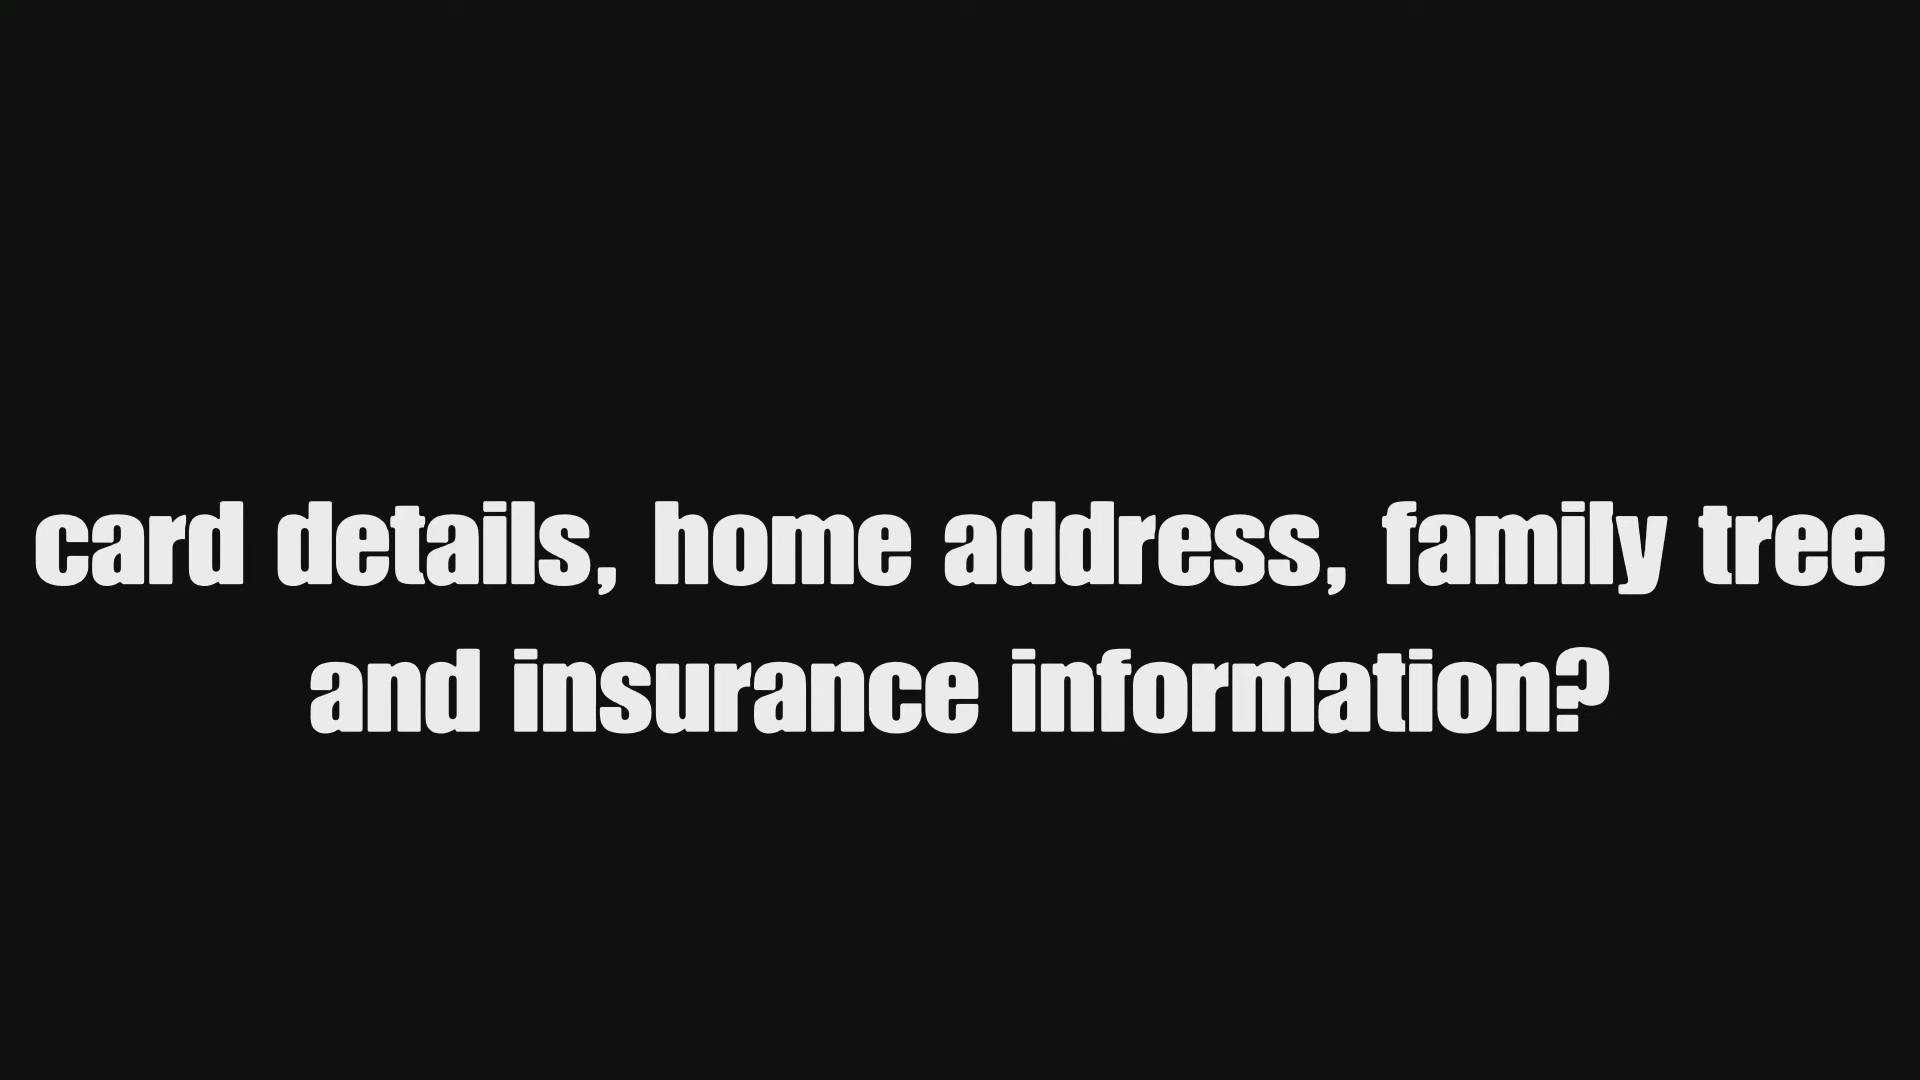 card details, home address, family tree
and insurance information?